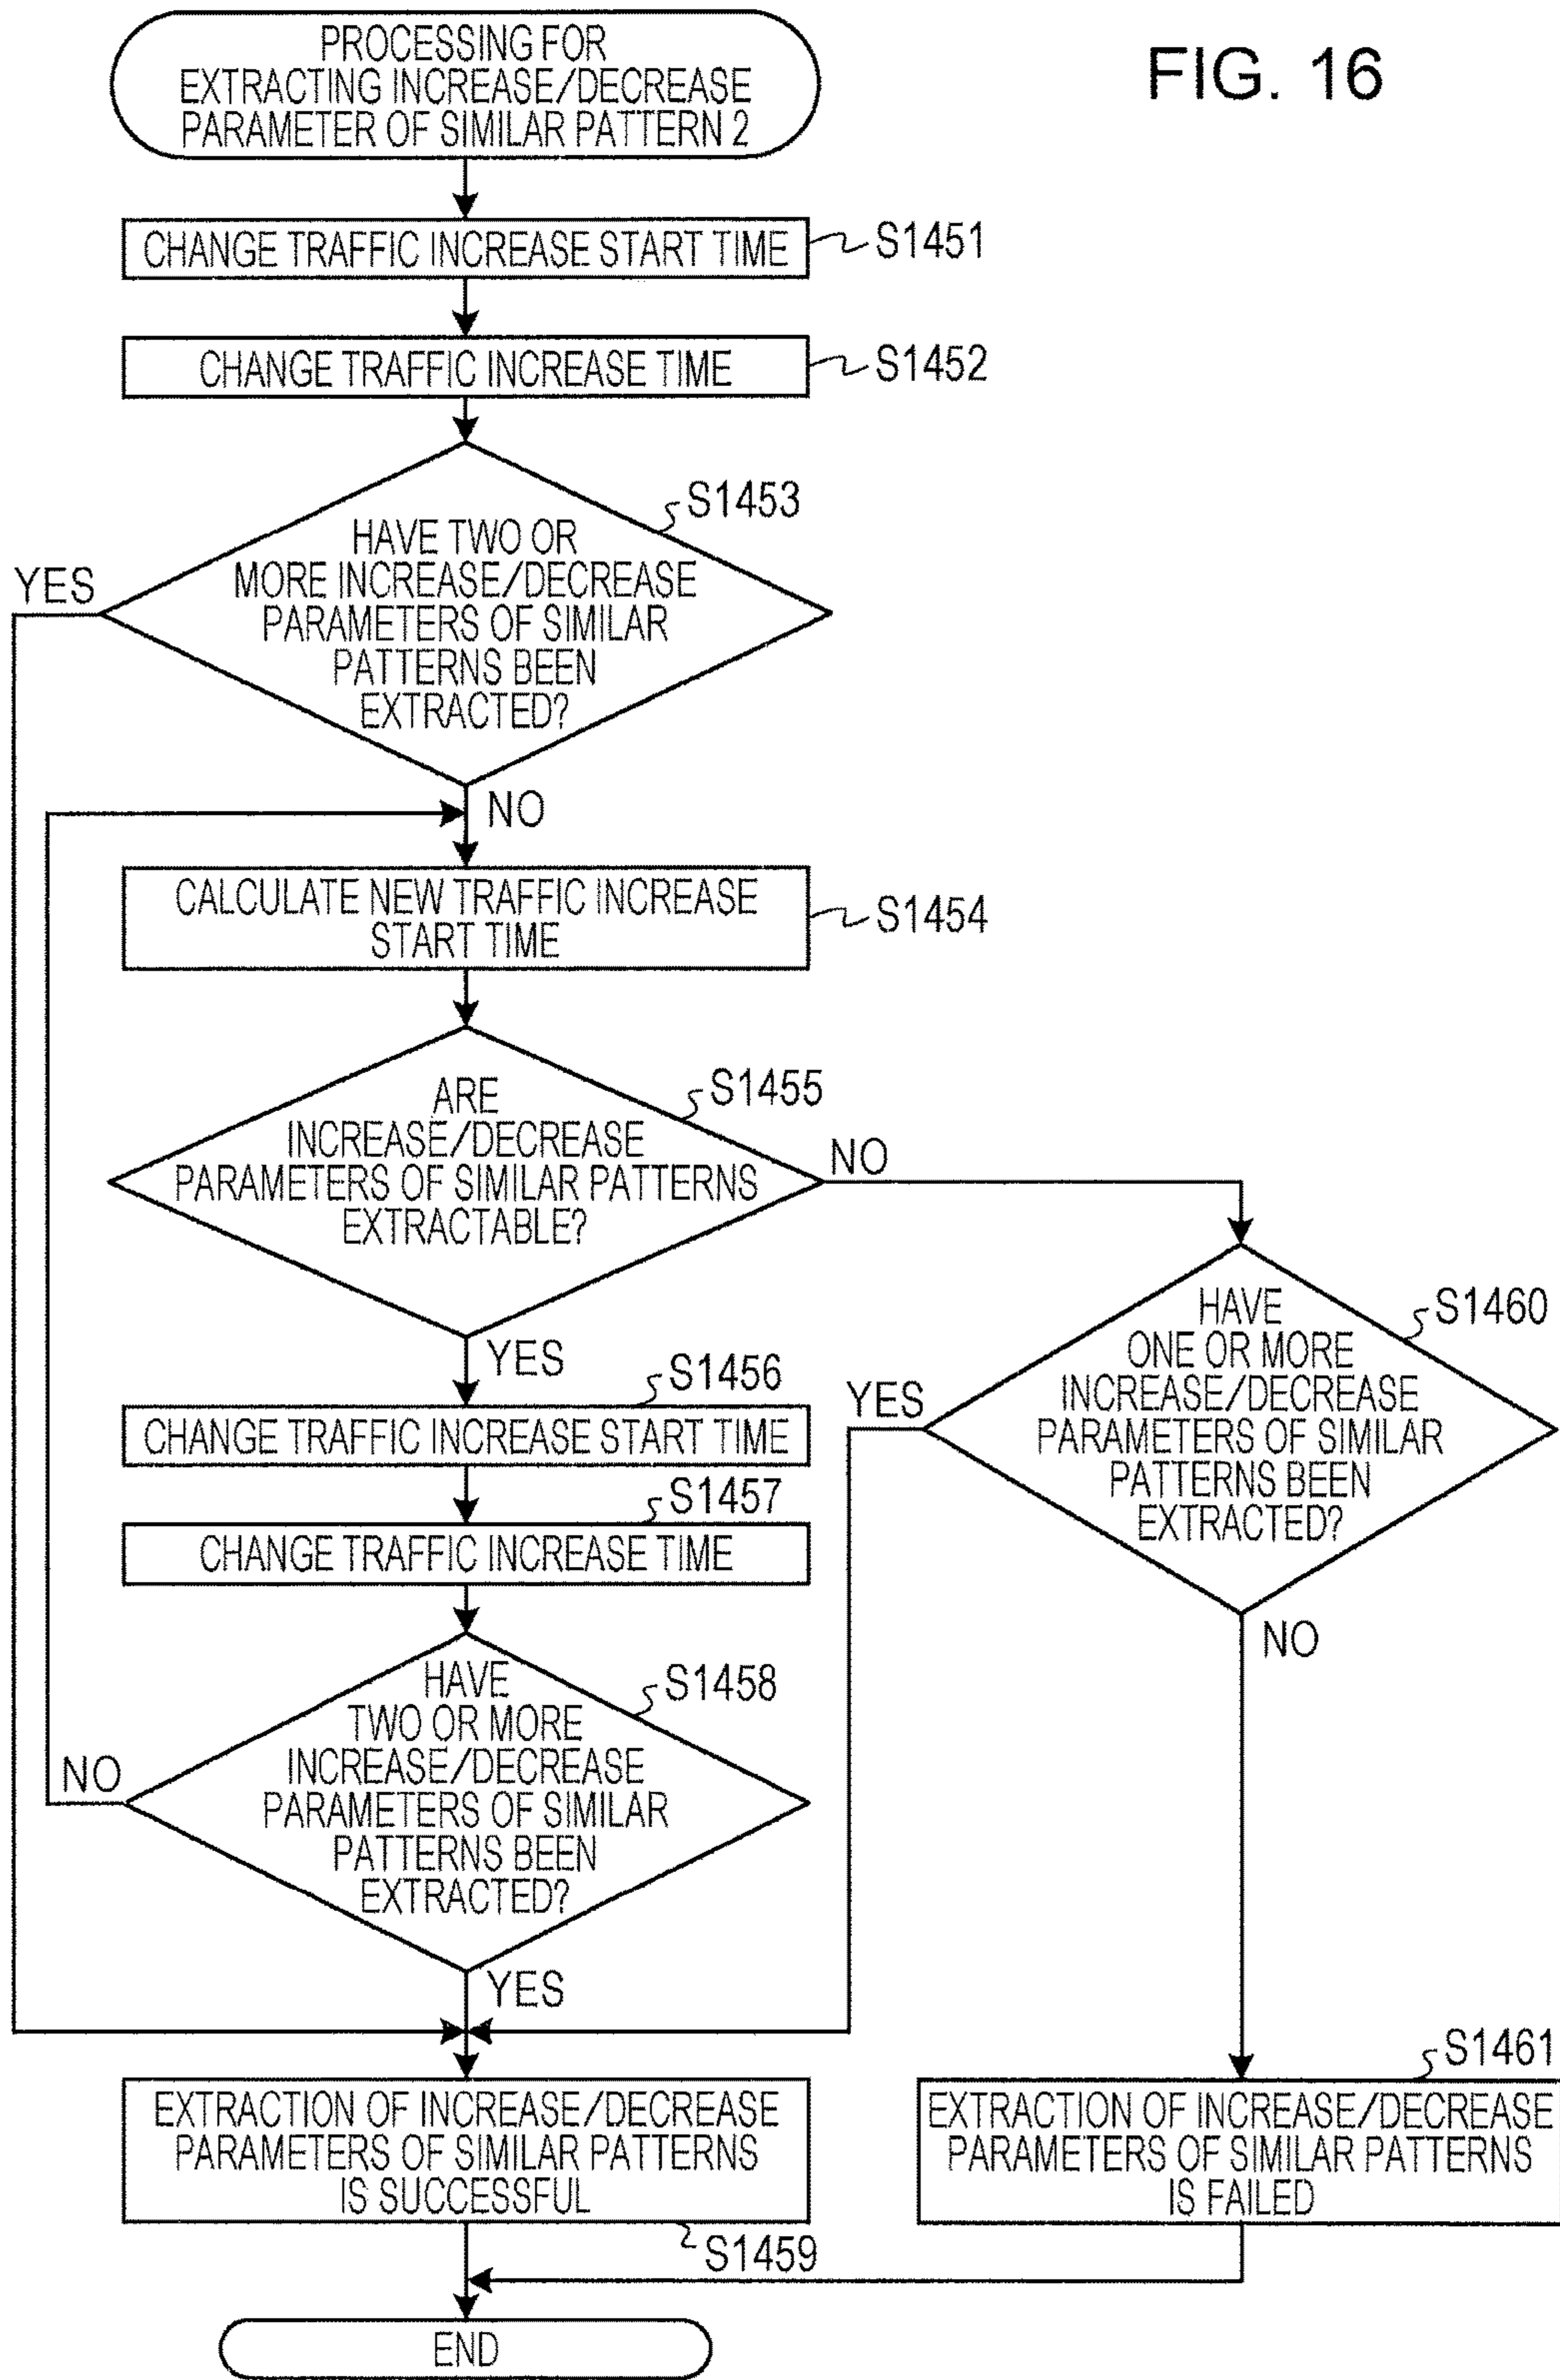 FIG. 16
PROCESSING FOR
EXTRACTING INCREASE/DECREASE
PARAMETER OF SIMILAR PATTERN 2
CHANGE TRAFFIC INCREASE START TIME
S1451
CHANGE TRAFFIC INCREASE TIME
S1452
S1453
HAVE TWO OR
MORE INCREASE/DECREASE
PARAMETERS OF SIMILAR
PATTERNS BEEN
EXTRACTED?
YES
NO
CALCULATE NEW TRAFFIC INCREASE
START TIME
S1454
S1455
ARE
INCREASE/DECREASE
PARAMETERS OF SIMILAR PATTERNS
EXTRACTABLE?
NO
YES
S1456
CHANGE TRAFFIC INCREASE START TIME
S1457
CHANGE TRAFFIC INCREASE TIME
S1458
HAVE
TWO OR MORE
INCREASE/DECREASE
PARAMETERS OF SIMILAR
PATTERNS BEEN
EXTRACTED?
NO
YES
S1460
HAVE
ONE OR MORE
INCREASE/DECREASE
PARAMETERS OF SIMILAR
PATTERNS BEEN
EXTRACTED?
YES
NO
EXTRACTION OF INCREASE/DECREASE
PARAMETERS OF SIMILAR PATTERNS
IS SUCCESSFUL
S1459
S1461
EXTRACTION OF INCREASE/DECREASE
PARAMETERS OF SIMILAR PATTERNS
IS FAILED
END